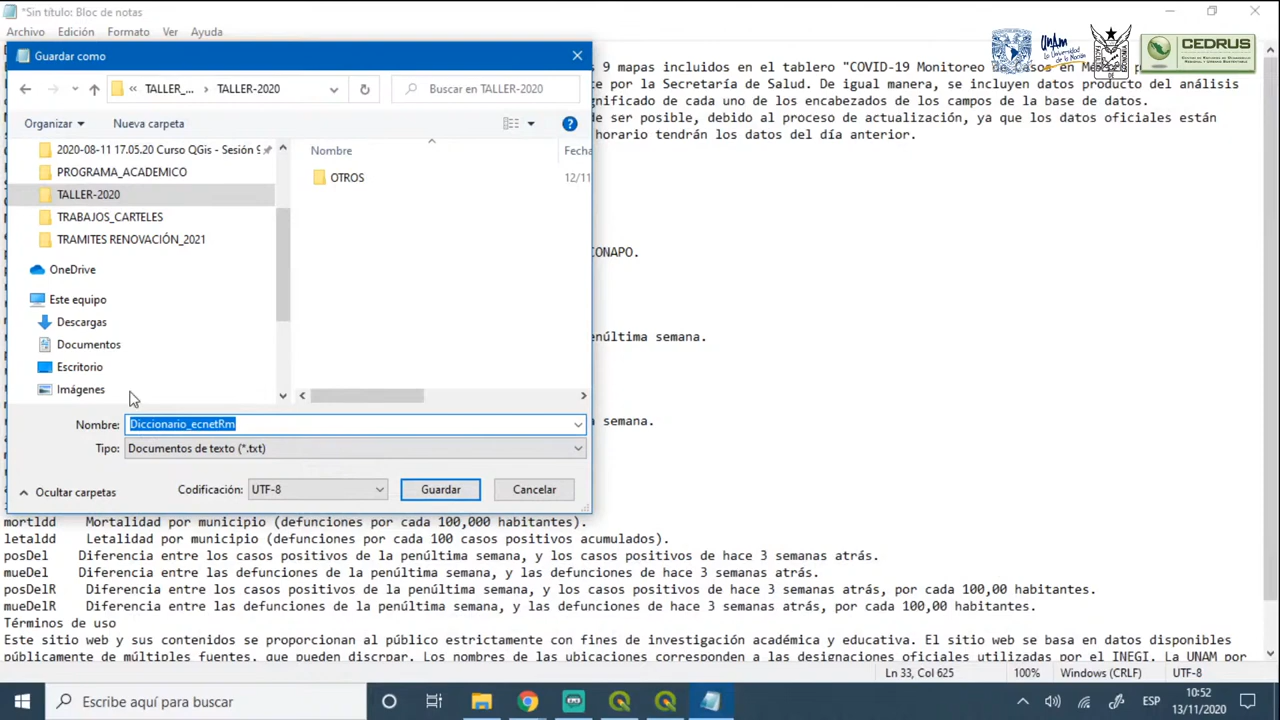 *Sin título: Bloc de notas
Archivo Edición Formato Ver Ayuda
Guardar como
TALLER_... TALLER-2020
Buscar en TALLER-2020
Organizar Nueva carpeta
2020-08-11 17.05.20 Curso QGis - Sesión 9
PROGRAMA_ACADEMICO
TALLER-2020
TRABAJOS_CARTELES
TRAMITES RENOVACIÓN_2021
OneDrive
Este equipo
Descargas
Documentos
Escritorio
Imágenes
Nombre Fecha
OTROS 12/11
Nombre: Diccionario_ecnetRm
Tipo: Documentos de texto (*.txt)
Ocultar carpetas Codificación: UTF-8 Guardar Cancelar
UNAM
La Universidad
de la Nación
CEDRUS
9 mapas incluidos en el tablero "COVID-19 Monitoreo de
te por la Secretaría de Salud. De igual manera, se incluyen datos producto del análisis
gnificado de cada uno de los encabezados de los campos de la base de datos.
de ser posible, debido al proceso de actualización, ya que los datos oficiales están
horario tendrán los datos del día anterior.
CONAPO.
enúltima semana.
a semana.
mortldd Mortalidad por municipio (defunciones por cada 100,000 habitantes).
letaldd Letalidad por municipio (defunciones por cada 100 casos positivos acumulados).
posDel Diferencia entre los casos positivos de la penúltima semana, y los casos positivos de hace 3 semanas atrás.
mueDel Diferencia entre las defunciones de la penúltima semana, y las defunciones de hace 3 semanas atrás.
posDelR Diferencia entre los casos positivos de la penúltima semana, y los casos positivos de hace 3 semanas atrás, por cada 100,00 habitantes.
mueDelR Diferencia entre las defunciones de la penúltima semana, y las defunciones de hace 3 semanas atrás, por cada 100,00 habitantes.
Términos de uso
Este sitio web y sus contenidos se proporcionan al público estrictamente con fines de investigación académica y educativa. El sitio web se basa en datos disponibles
públicamente de múltiples fuentes, que pueden discrpar. Los nombres de las ubicaciones corresponden a las designaciones oficiales utilizadas por el INEGI. La UNAM por
Ln 33, Col 625 100% Windows (CRLF) UTF-8
Escribe aquí para buscar
ESP
10:52
13/11/2020